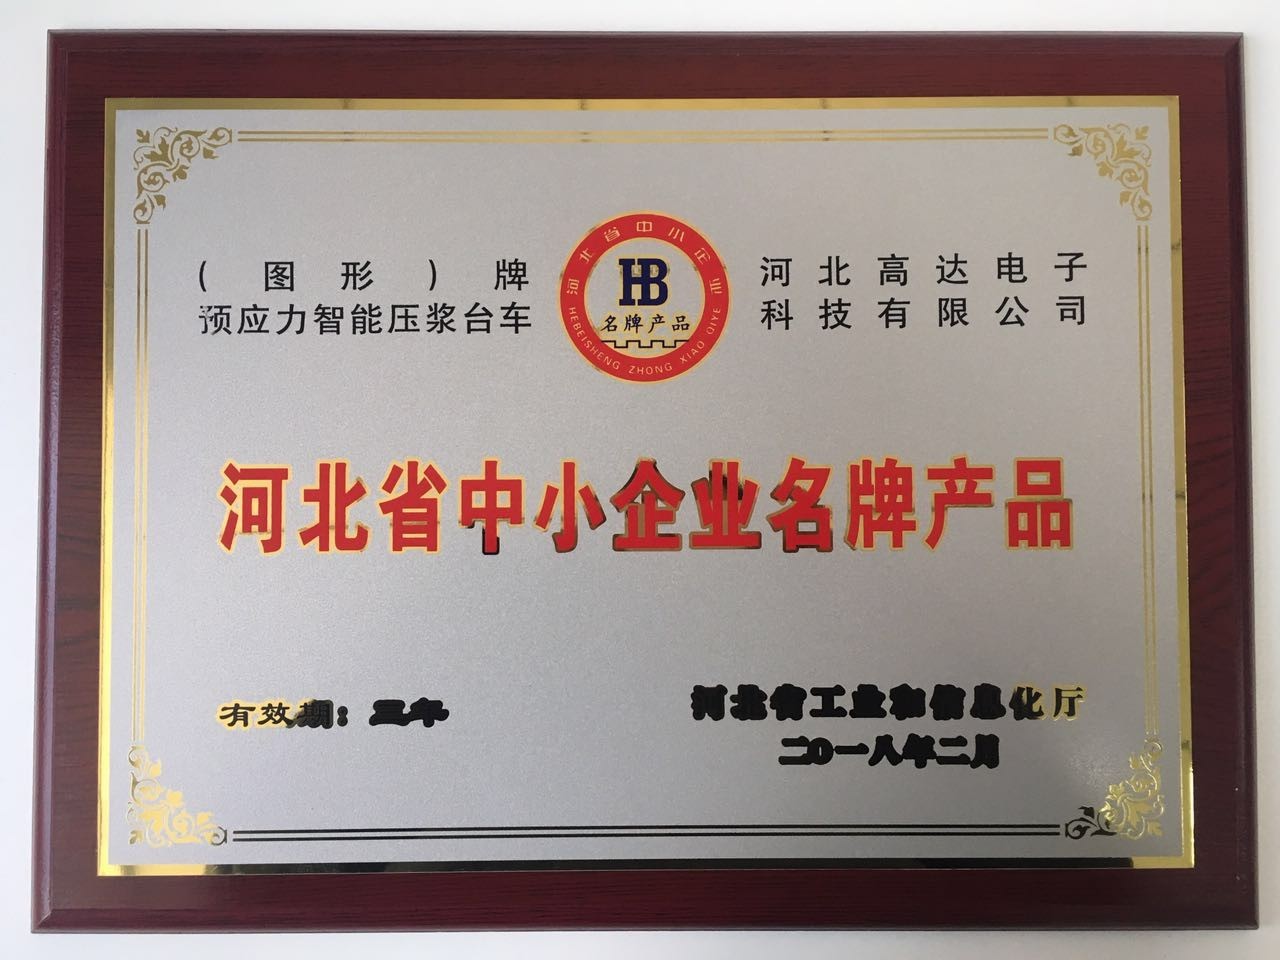 （图形）牌
预应力智能压浆台车
河北省中小企业
HB
名牌产品
HEBEISHENG ZHONG XIAO QIYE
河北高达电子
科技有限公司
河北省中小企业名牌产品
有效期：三年
河北省工业和信息化厅
二0一八年二月